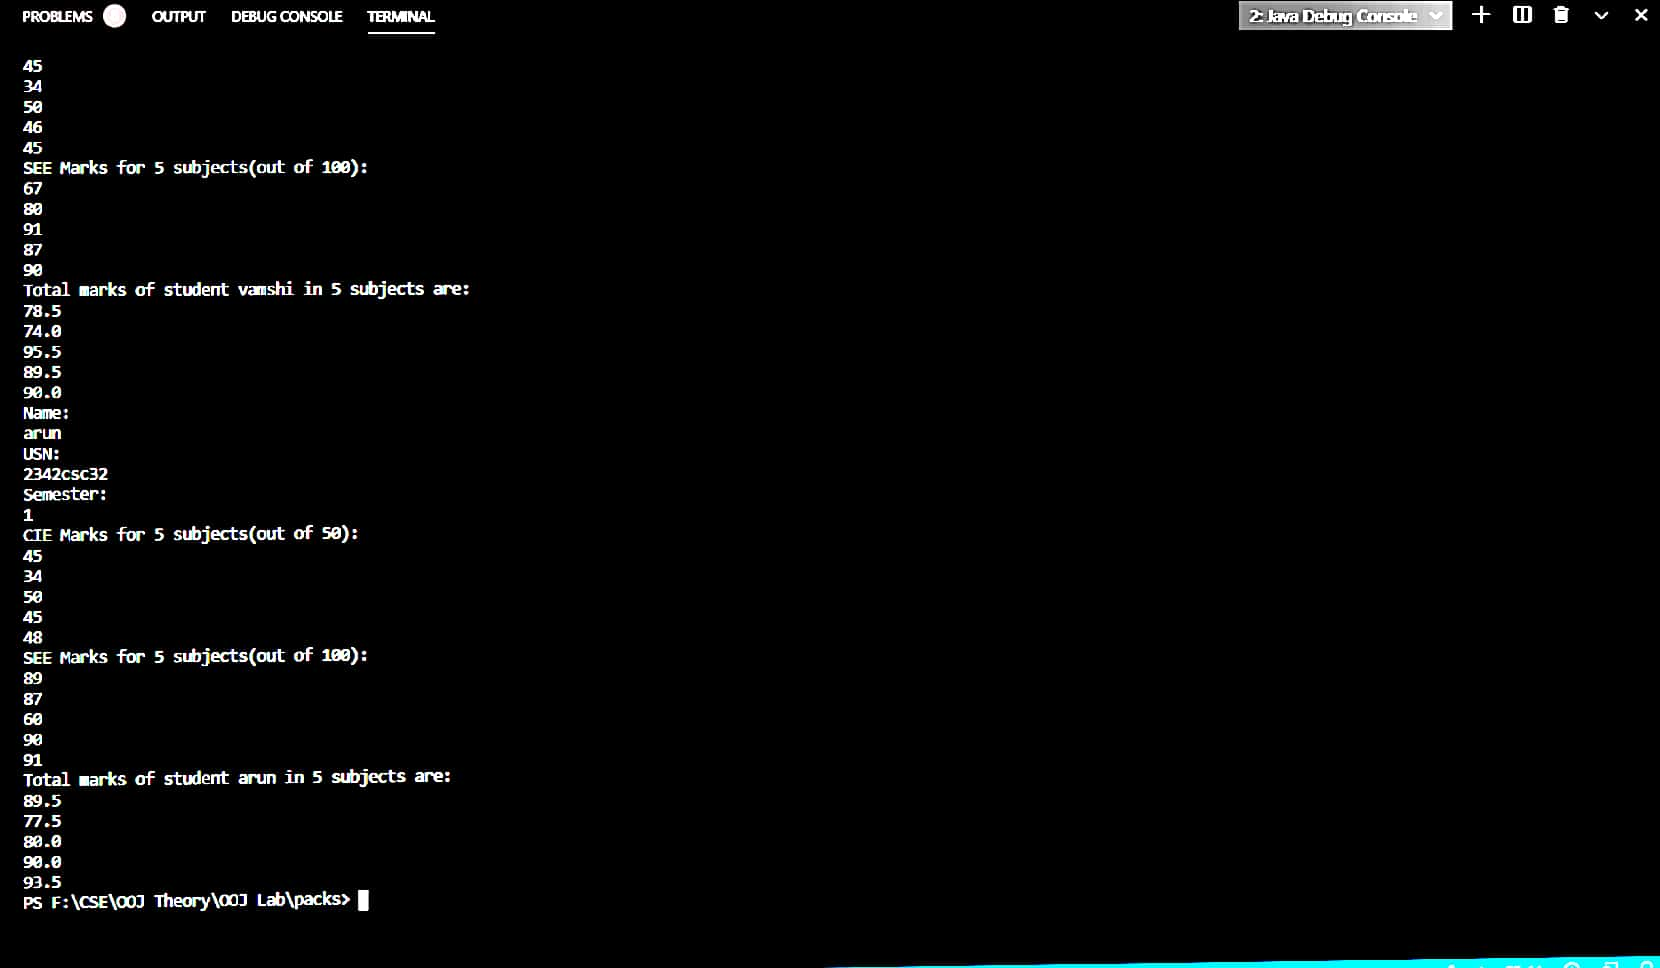 PROBLEMS OUTPUT DEBUG CONSOLE TERMINAL 2: Java Debug Console
45
34
50
46
45
SEE Marks for 5 subjects(out of 100):
67
80
91
87
90
Total marks of student vamshi in 5 subjects are:
78.5
74.0
95.5
89.5
90.0
Name:
arun
USN:
2342csc32
Semester:
1
CIE Marks for 5 subjects(out of 50):
45
34
50
45
48
SEE Marks for 5 subjects(out of 100):
89
87
60
90
91
Total marks of student arun in 5 subjects are:
89.5
77.5
80.0
90.0
93.5
PS F:\CSE\OOJ Theory\OOJ Lab\packs>